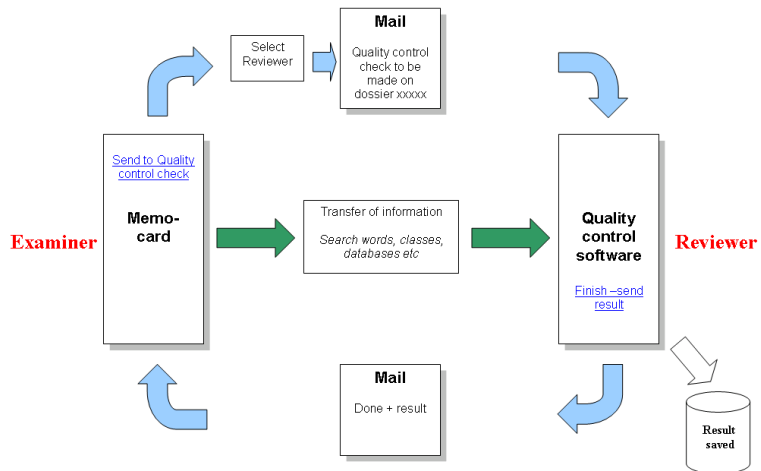 Select
Reviewer
Mail
Quality control
check to be
made on
dossier xxxxx
Examiner
Send to Quality
control check
Memo-
card
Transfer of information
Search words, classes,
databases etc
Quality
control
software
Finish –send
result
Reviewer
Mail
Done + result
Result
saved